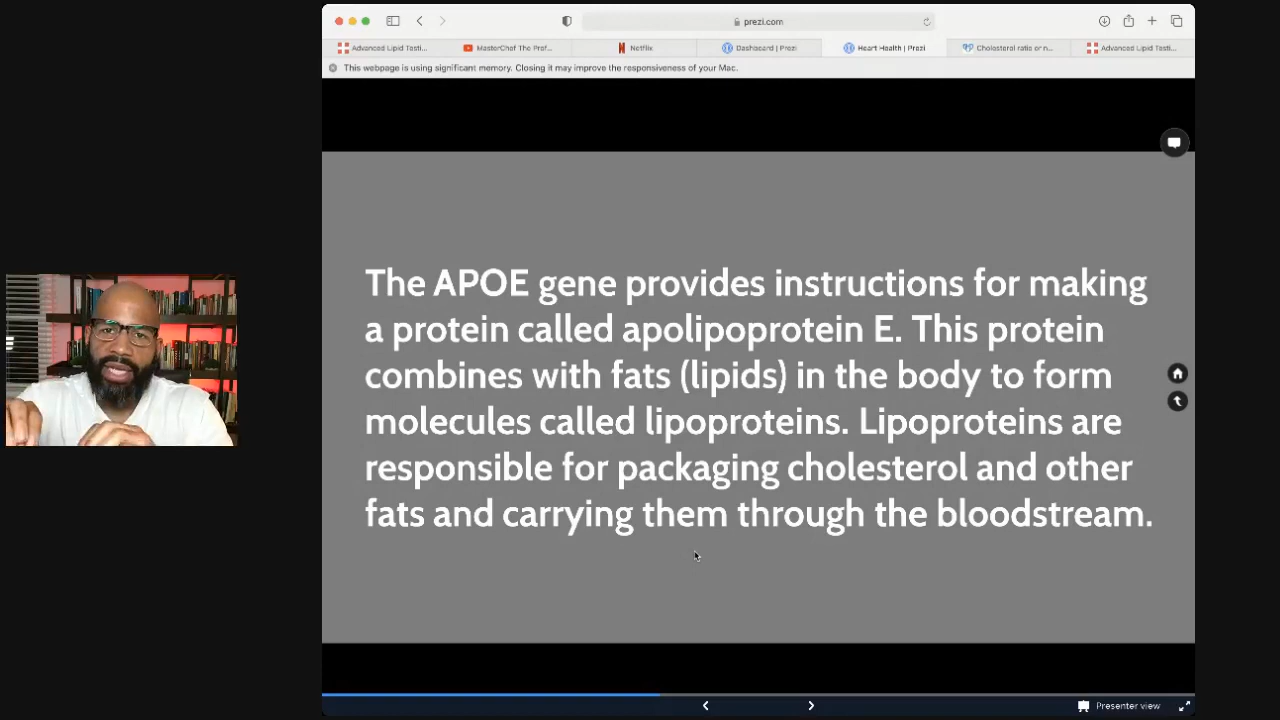 prezi.com
Advanced Lipid Testi...
MasterChef The Prof...
Netflix
Dashboard | Prezi
Heart Health | Prezi
Cholesterol ratio or n...
Advanced Lipid Testi...
This webpage is using significant memory. Closing it may improve the responsiveness of your Mac.
The APOE gene provides instructions for making
a protein called apolipoprotein E. This protein
combines with fats (lipids) in the body to form
molecules called lipoproteins. Lipoproteins are
responsible for packaging cholesterol and other
fats and carrying them through the bloodstream.
Presenter view